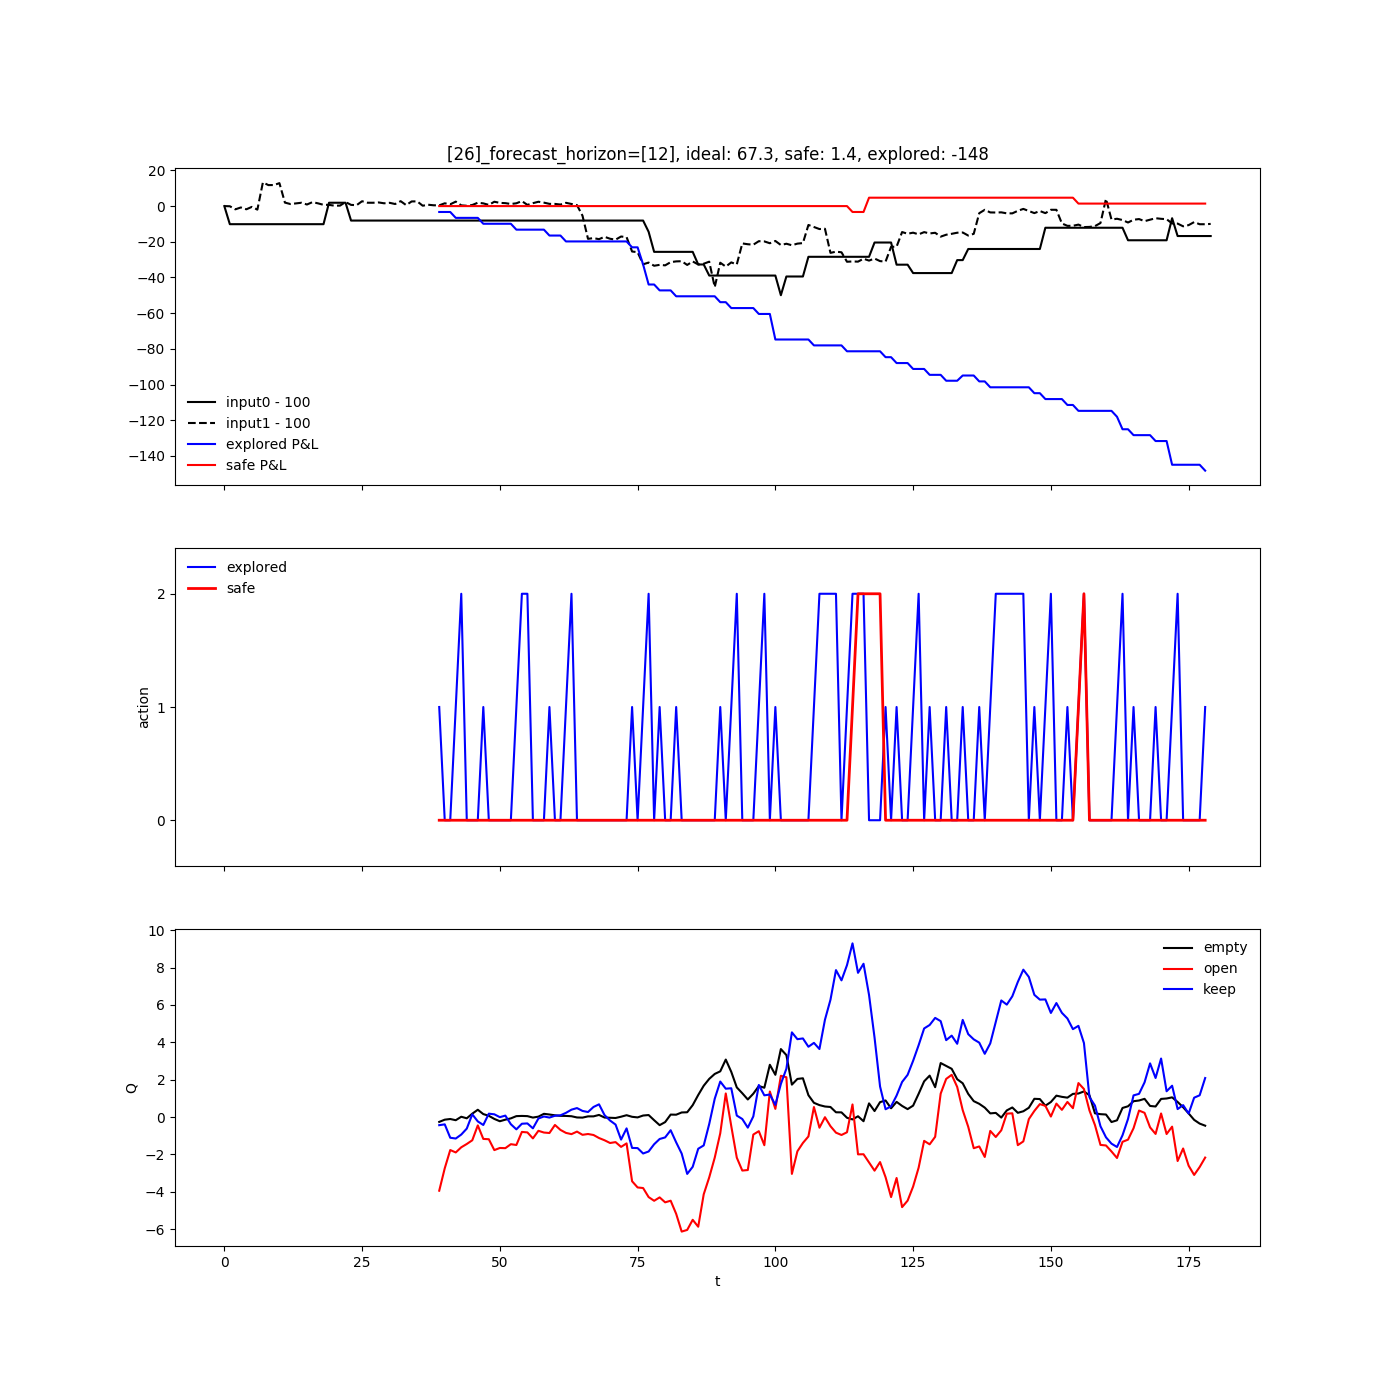 [26]_forecast_horizon=[12], ideal: 67.3, safe: 1.4, explored: -148
20
0
−20
−40
−60
−80
−100
−120
−140
input0 - 100
input1 - 100
explored P&L
safe P&L
explored
safe
2
1
0
action
empty
open
keep
10
8
6
4
2
0
−2
−4
−6
Q
0 25 50 75 100 125 150 175
t